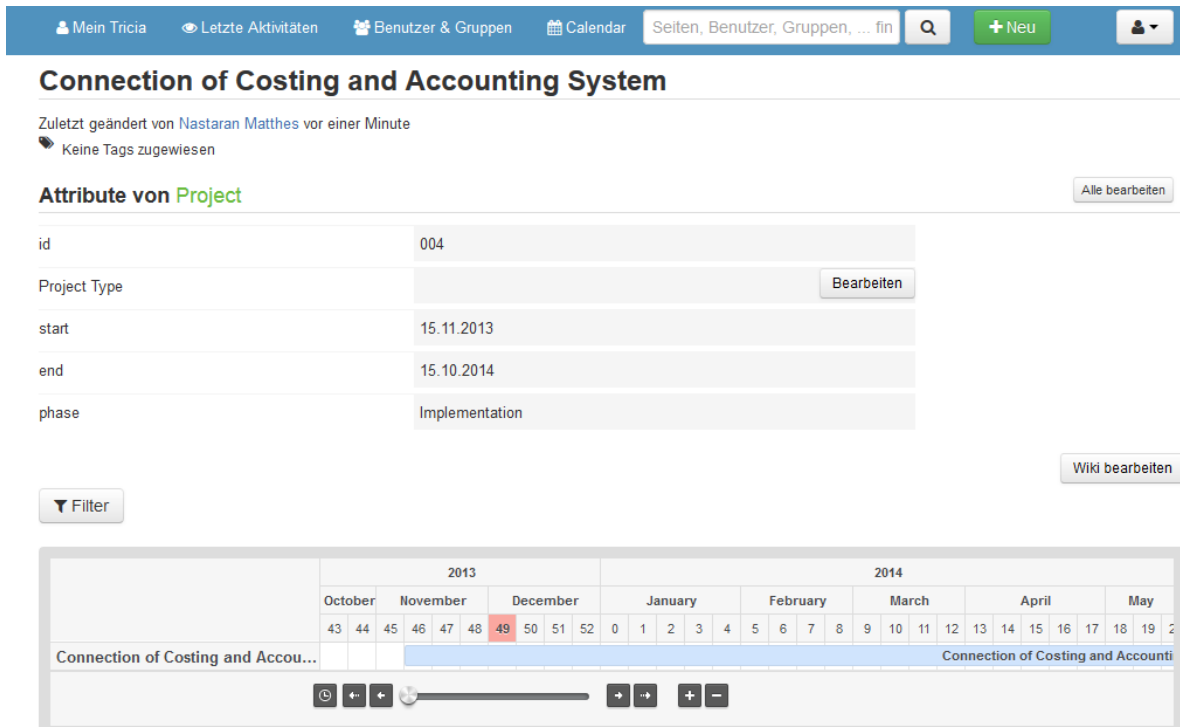 Mein Tricia Letzte Aktivitäten Benutzer & Gruppen Calendar Seiten, Benutzer, Gruppen, ... fin Neu
Connection of Costing and Accounting System
Zuletzt geändert von Nastaran Matthes vor einer Minute
Keine Tags zugewiesen
Attribute von Project Alle bearbeiten
id 004
Project Type Bearbeiten
start 15.11.2013
end 15.10.2014
phase Implementation
Wiki bearbeiten
Filter
2013 2014
October November December January February March April May
43 44 45 46 47 48 49 50 51 52 0 1 2 3 4 5 6 7 8 9 10 11 12 13 14 15 16 17 18 19 2
Connection of Costing and Accou... Connection of Costing and Accounti